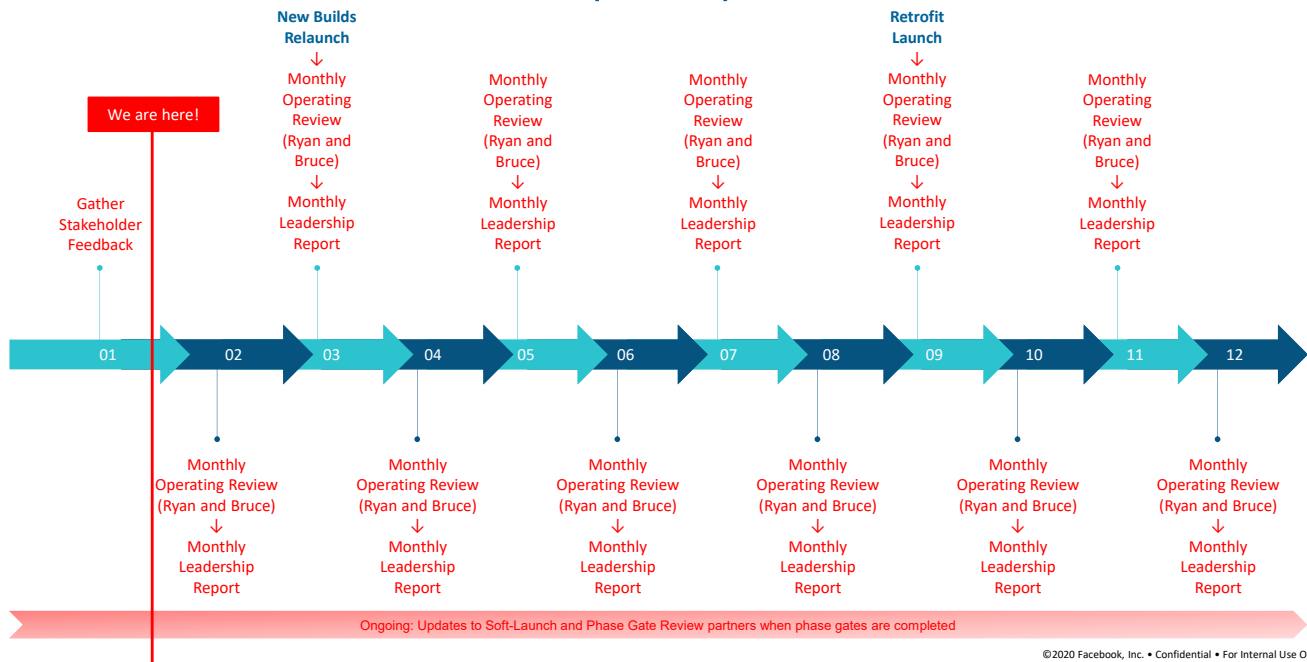 New Builds
Relaunch
↓
Monthly
Operating
Review
(Ryan and
Bruce)
↓
Monthly
Leadership
Report
Retrofit
Launch
↓
Monthly
Operating
Review
(Ryan and
Bruce)
↓
Monthly
Leadership
Report
Monthly
Operating
Review
(Ryan and
Bruce)
↓
Monthly
Leadership
Report
Monthly
Operating
Review
(Ryan and
Bruce)
↓
Monthly
Leadership
Report
Monthly
Operating
Review
(Ryan and
Bruce)
↓
Monthly
Leadership
Report
We are here!
Gather
Stakeholder
Feedback
01
02
03
04
05
06
07
08
09
10
11
12
Monthly
Operating Review
(Ryan and Bruce)
↓
Monthly
Leadership
Report
Monthly
Operating Review
(Ryan and Bruce)
↓
Monthly
Leadership
Report
Monthly
Operating Review
(Ryan and Bruce)
↓
Monthly
Leadership
Report
Monthly
Operating Review
(Ryan and Bruce)
↓
Monthly
Leadership
Report
Monthly
Operating Review
(Ryan and Bruce)
↓
Monthly
Leadership
Report
Monthly
Operating Review
(Ryan and Bruce)
↓
Monthly
Leadership
Report
Ongoing: Updates to Soft-Launch and Phase Gate Review partners when phase gates are completed
©2020 Facebook, Inc. • Confidential • For Internal Use O